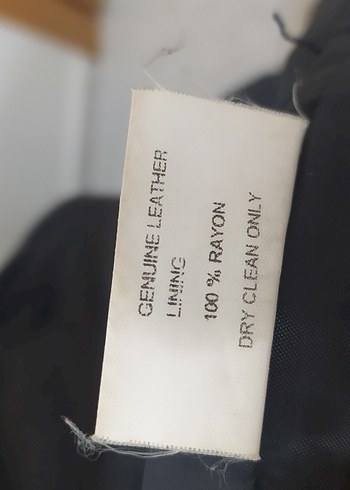 GENUINE LEATHER
LINING
100 % RAYON
DRY CLEAN ONLY